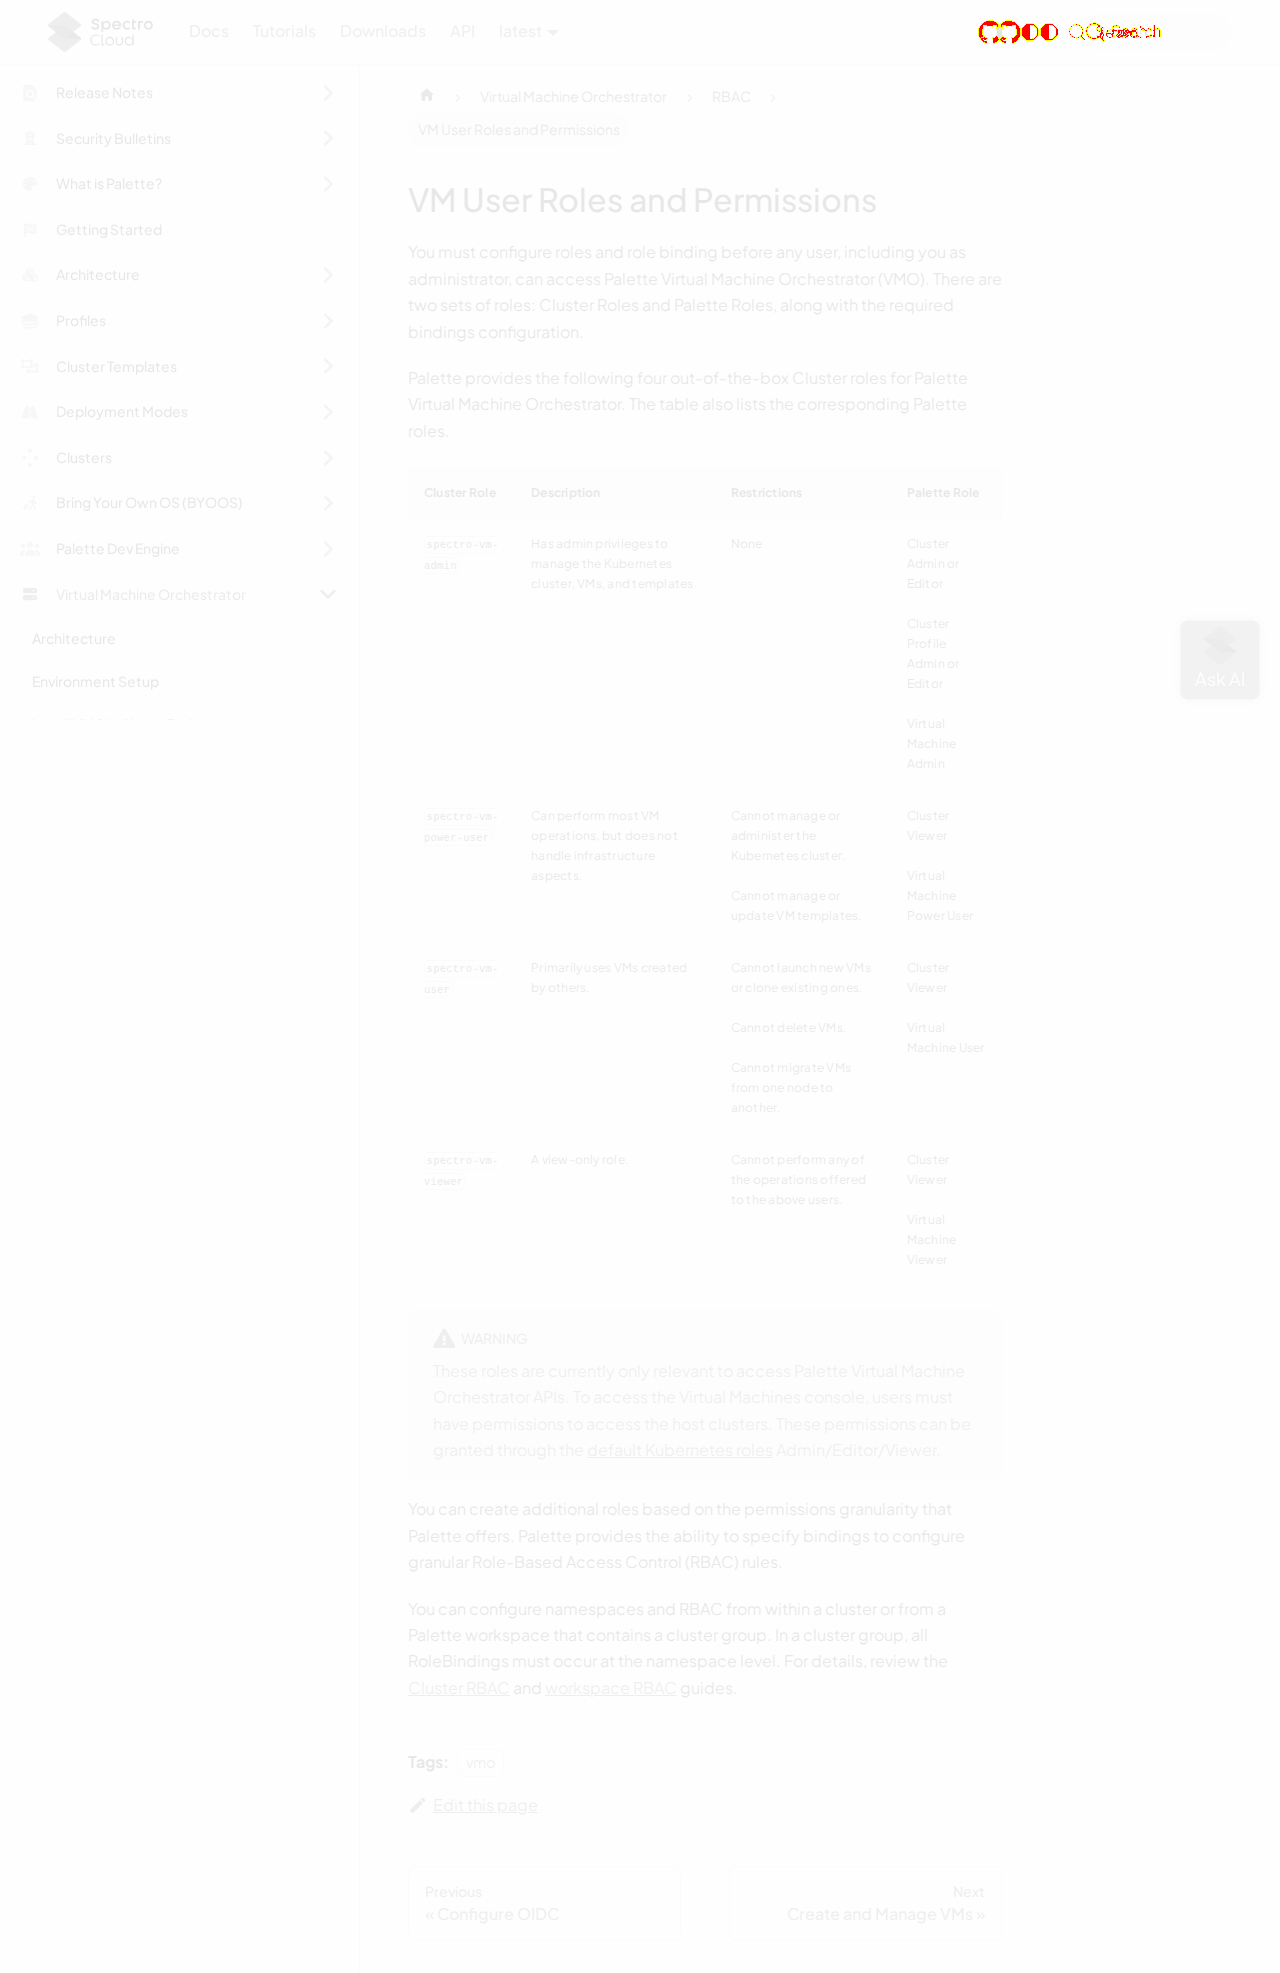 Spectro Cloud
Docs
Tutorials
Downloads
API
latest
Search
Release Notes
Security Bulletins
What is Palette?
Getting Started
Architecture
Profiles
Cluster Templates
Deployment Modes
Clusters
Bring Your Own OS (BYOOS)
Palette Dev Engine
Virtual Machine Orchestrator
Architecture
Environment Setup
Virtual Machine Orchestrator
RBAC
VM User Roles and Permissions
VM User Roles and Permissions
You must configure roles and role binding before any user, including you as
administrator, can access Palette Virtual Machine Orchestrator (VMO). There are
two sets of roles: Cluster Roles and Palette Roles, along with the required
bindings configuration.
Palette provides the following four out-of-the-box Cluster roles for Palette
Virtual Machine Orchestrator. The table also lists the corresponding Palette
roles.
Cluster Role
Description
Restrictions
Palette Role
spectro-vm-
admin
Has admin privileges to
manage the Kubernetes
cluster, VMs, and templates.
None
Cluster
Admin or
Editor
Cluster
Profile
Admin or
Editor
Virtual
Machine
Admin
spectro-vm-
power-user
Can perform most VM
operations, but does not
handle infrastructure
aspects.
Cannot manage or
administer the
Kubernetes cluster.
Cannot manage or
update VM templates.
Cluster
Viewer
Virtual
Machine
Power User
spectro-vm-
user
Primarily uses VMs created
by others.
Cannot launch new VMs
or clone existing ones.
Cannot delete VMs.
Cannot migrate VMs
from one node to
another.
Cluster
Viewer
Virtual
Machine User
spectro-vm-
viewer
A view-only role.
Cannot perform any of
the operations offered
to the above users.
Cluster
Viewer
Virtual
Machine
Viewer
WARNING
These roles are currently only relevant to access Palette Virtual Machine
Orchestrator APIs. To access the Virtual Machines console, users must
have permissions to access the host clusters. These permissions can be
granted through the default Kubernetes roles Admin/Editor/Viewer.
You can create additional roles based on the permissions granularity that
Palette offers. Palette provides the ability to specify bindings to configure
granular Role-Based Access Control (RBAC) rules.
You can configure namespaces and RBAC from within a cluster or from a
Palette workspace that contains a cluster group. In a cluster group, all
RoleBindings must occur at the namespace level. For details, review the
Cluster RBAC and workspace RBAC guides.
Tags: vmo
Edit this page
Previous
« Configure OIDC
Next
Create and Manage VMs »
Ask AI